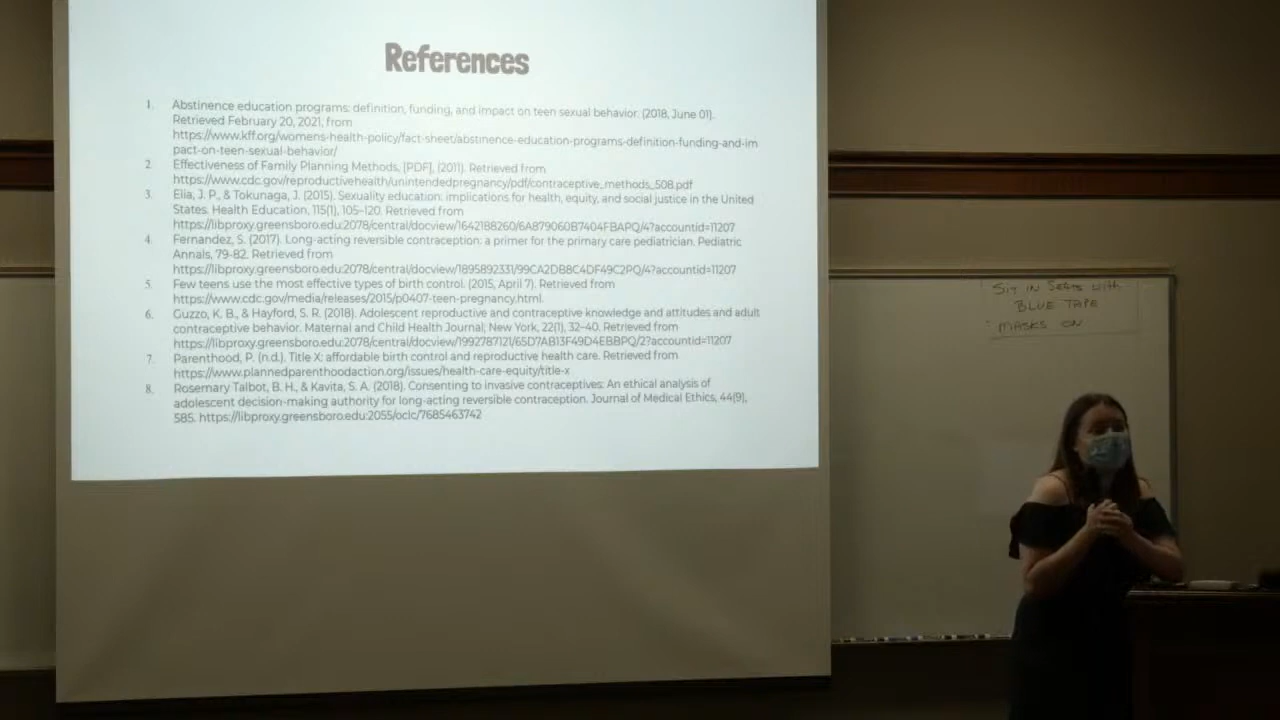 References
1. Abstinence education programs: definition, funding, and impact on teen sexual behavior. (2018, June 01).
Retrieved February 20, 2021, from
https://www.kff.org/womens-health-policy/fact-sheet/abstinence-education-programs-definition-funding-and-im
pact-on-teen-sexual-behavior/
2. Effectiveness of Family Planning Methods, [PDF], (2011). Retrieved from
https://www.cdc.gov/reproductivehealth/unintendedpregnancy/pdf/contraceptive_methods_508.pdf
3. Elia, J. P., & Tokunaga, J. (2015). Sexuality education: implications for health, equity, and social justice in the United
States. Health Education, 115(1), 105-120. Retrieved from
https://libproxy.greensboro.edu:2078/central/docview/1642188260/6A879060B7404FBAPQ/4?accountid=11207
4. Fernandez, S. (2017). Long-acting reversible contraception: a primer for the primary care pediatrician. Pediatric
Annals, 79-82. Retrieved from
https://libproxy.greensboro.edu:2078/central/docview/1895892331/99CA2DB8C4DF49C2PQ/4?accountid=11207
5. Few teens use the most effective types of birth control. (2015, April 7). Retrieved from
https://www.cdc.gov/media/releases/2015/p0407-teen-pregnancy.html.
6. Guzzo, K. B., & Hayford, S. R. (2018). Adolescent reproductive and contraceptive knowledge and attitudes and adult
contraceptive behavior. Maternal and Child Health Journal; New York, 22(1), 32-40. Retrieved from
https://libproxy.greensboro.edu:2078/central/docview/1992787121/65D7AB13F49D4EBBPQ/2?accountid=11207
7. Parenthood, P. (n.d.). Title X: affordable birth control and reproductive health care. Retrieved from
https://www.plannedparenthoodaction.org/issues/health-care-equity/title-x
8. Rosemary Talbot, B. H., & Kavita, S. A. (2018). Consenting to invasive contraceptives: An ethical analysis of
adolescent decision-making authority for long-acting reversible contraception. Journal of Medical Ethics, 44(9),
585. https://libproxy.greensboro.edu:2055/oclc/7685463742
SIT IN SEATS WITH
BLUE TAPE
MASKS ON